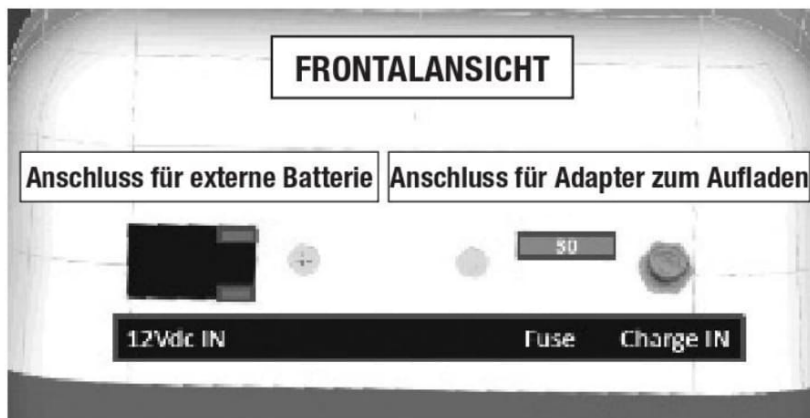 FRONTALANSICHT
Anschluss für externe Batterie
Anschluss für Adapter zum Aufladen
30
12Vdc IN
Fuse
Charge IN